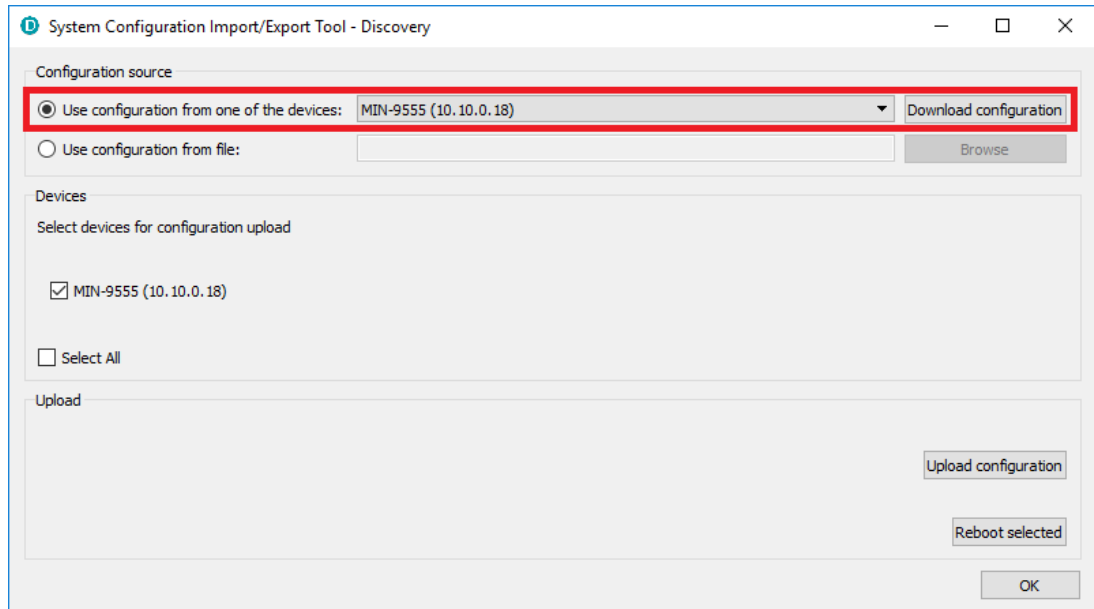 System Configuration Import/Export Tool - Discovery
Configuration source
Use configuration from one of the devices: MIN-9555 (10.10.0.18) Download configuration
Use configuration from file: Browse
Devices
Select devices for configuration upload
MIN-9555 (10.10.0.18)
Select All
Upload
Upload configuration
Reboot selected
OK